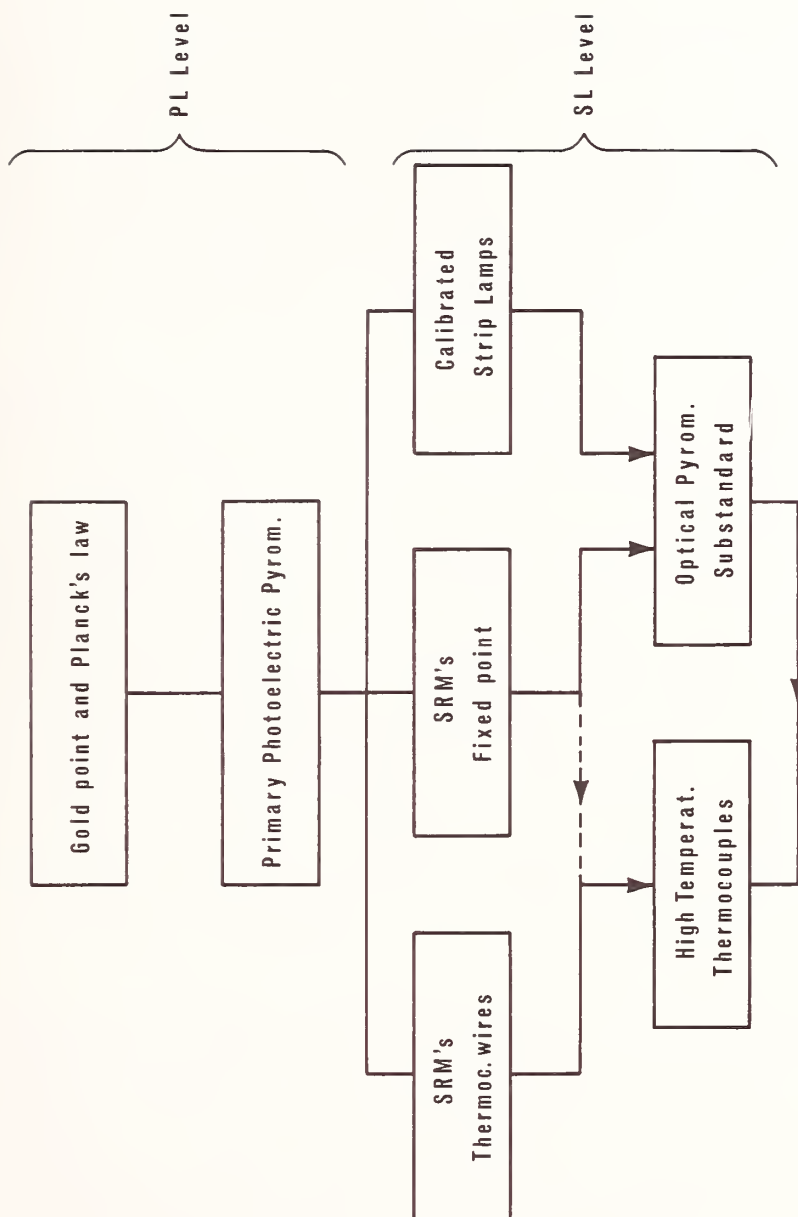 PL Level
Gold point and Planck's law
Primary Photoelectric Pyrom.
SL Level
SRM's
Thermoc. wires
SRM's
Fixed point
Calibrated
Strip Lamps
High Temperat.
Thermocouples
Optical Pyrom.
Substandard